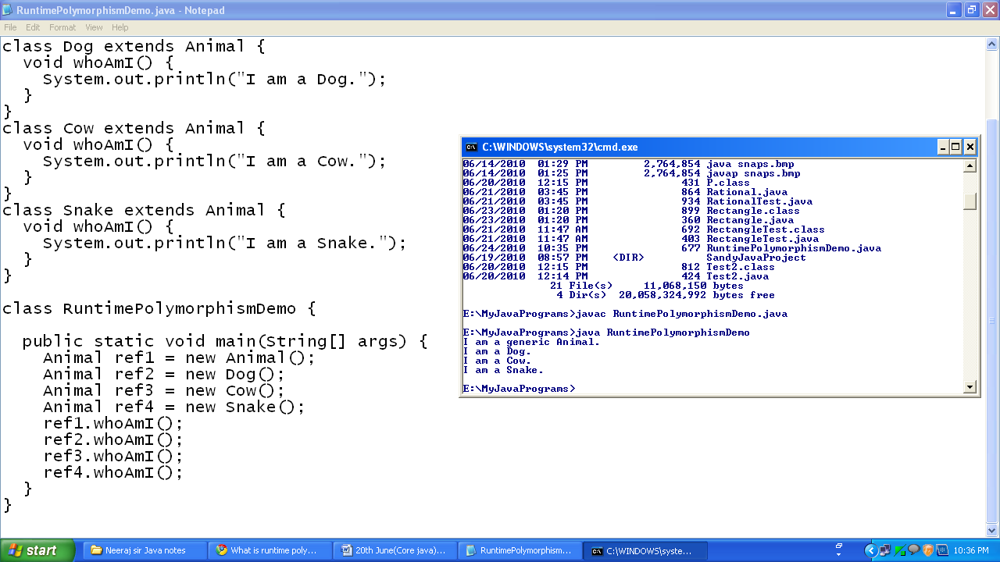 RuntimePolymorphismDemo.java - Notepad
File Edit Format View Help
class Dog extends Animal {
  void whoAmI() {
    System.out.println("I am a Dog.");
  }
}
class Cow extends Animal {
  void whoAmI() {
    System.out.println("I am a Cow.");
  }
}
class Snake extends Animal {
  void whoAmI() {
    System.out.println("I am a Snake.");
  }
}
class RuntimePolymorphismDemo {
  public static void main(String[] args) {
    Animal ref1 = new Animal();
    Animal ref2 = new Dog();
    Animal ref3 = new Cow();
    Animal ref4 = new Snake();
    ref1.whoAmI();
    ref2.whoAmI();
    ref3.whoAmI();
    ref4.whoAmI();
  }
}
C:\WINDOWS\system32\cmd.exe
06/14/2010  01:29 PM         2,764,854 java snaps.bmp
06/14/2010  01:25 PM         2,764,854 javap snaps.bmp
06/20/2010  12:15 PM               431 P.class
06/21/2010  03:45 PM               864 Rational.java
06/21/2010  03:45 PM               934 RationalTest.java
06/23/2010  01:20 PM               899 Rectangle.class
06/23/2010  01:20 PM               360 Rectangle.java
06/21/2010  11:47 AM               692 RectangleTest.class
06/21/2010  11:47 AM               403 RectangleTest.java
06/24/2010  10:35 PM               677 RuntimePolymorphismDemo.java
06/19/2010  08:57 PM    <DIR>          SandyJavaProject
06/20/2010  12:15 PM               812 Test2.class
06/20/2010  12:14 PM               424 Test2.java
              21 File(s)     11,068,150 bytes
               4 Dir(s)  20,058,324,992 bytes free
E:\MyJavaPrograms>javac RuntimePolymorphismDemo.java
E:\MyJavaPrograms>java RuntimePolymorphismDemo
I am a generic Animal.
I am a Dog.
I am a Cow.
I am a Snake.
E:\MyJavaPrograms>
start Neeraj sir Java notes What is runtime poly... 20th June(Core java)... RuntimePolymorphism... C:\WINDOWS\syste... 10:36 PM